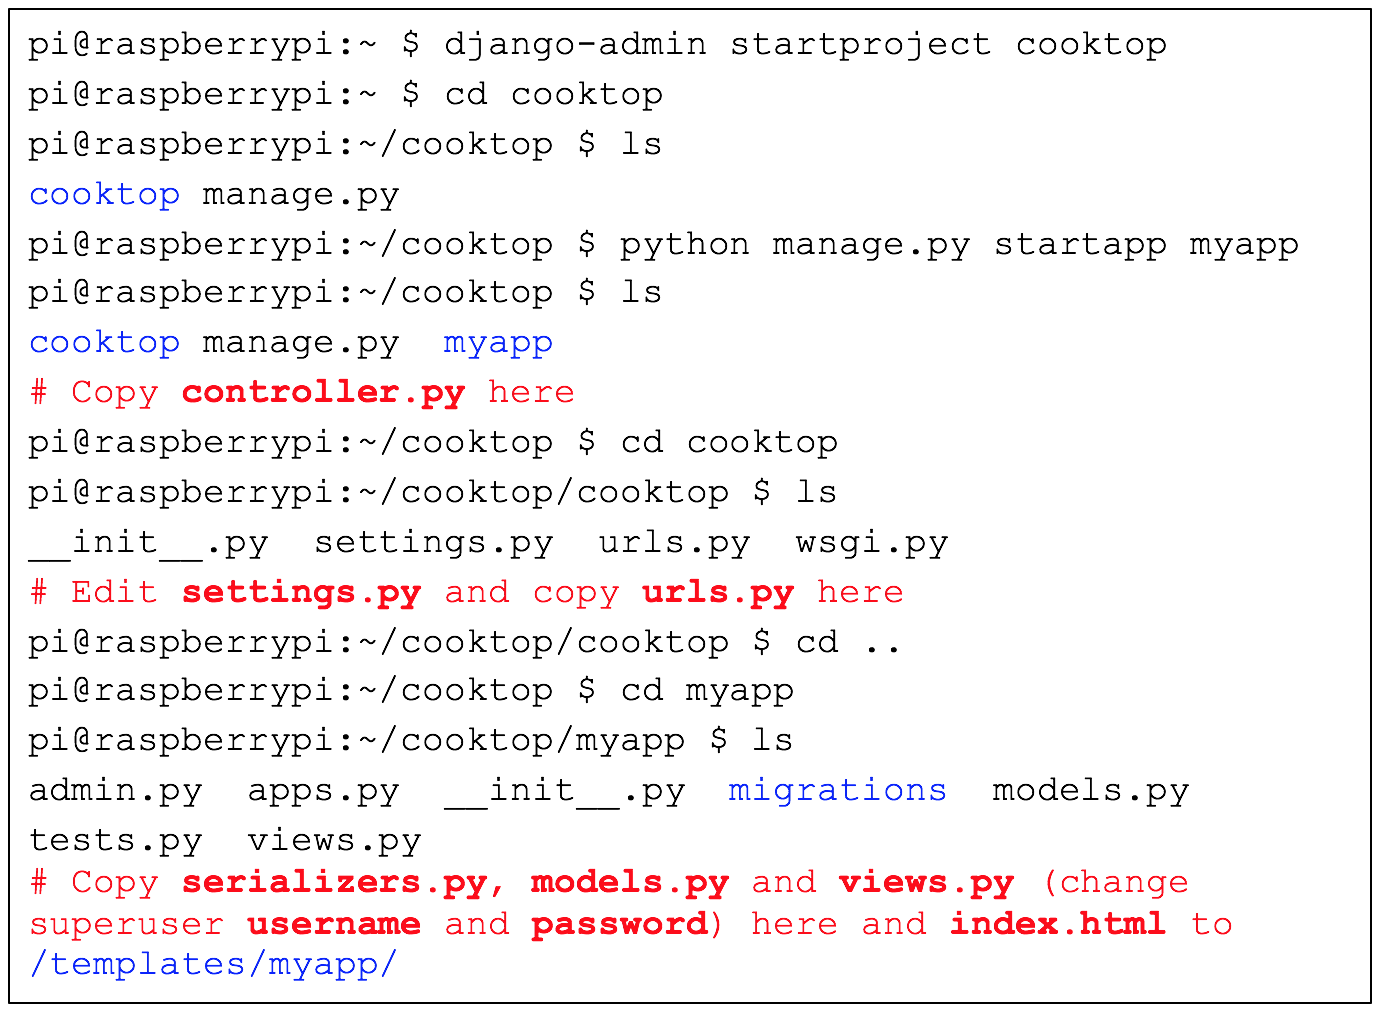 pi@raspberrypi:~ $ django-admin startproject cooktop
pi@raspberrypi:~ $ cd cooktop
pi@raspberrypi:~/cooktop $ ls
cooktop manage.py
pi@raspberrypi:~/cooktop $ python manage.py startapp myapp
pi@raspberrypi:~/cooktop $ ls
cooktop manage.py  myapp
# Copy controller.py here
pi@raspberrypi:~/cooktop $ cd cooktop
pi@raspberrypi:~/cooktop/cooktop $ ls
__init__.py  settings.py  urls.py  wsgi.py
# Edit settings.py and copy urls.py here
pi@raspberrypi:~/cooktop/cooktop $ cd ..
pi@raspberrypi:~/cooktop $ cd myapp
pi@raspberrypi:~/cooktop/myapp $ ls
admin.py  apps.py  __init__.py  migrations  models.py
tests.py  views.py
# Copy serializers.py, models.py and views.py (change
superuser username and password) here and index.html to
/templates/myapp/